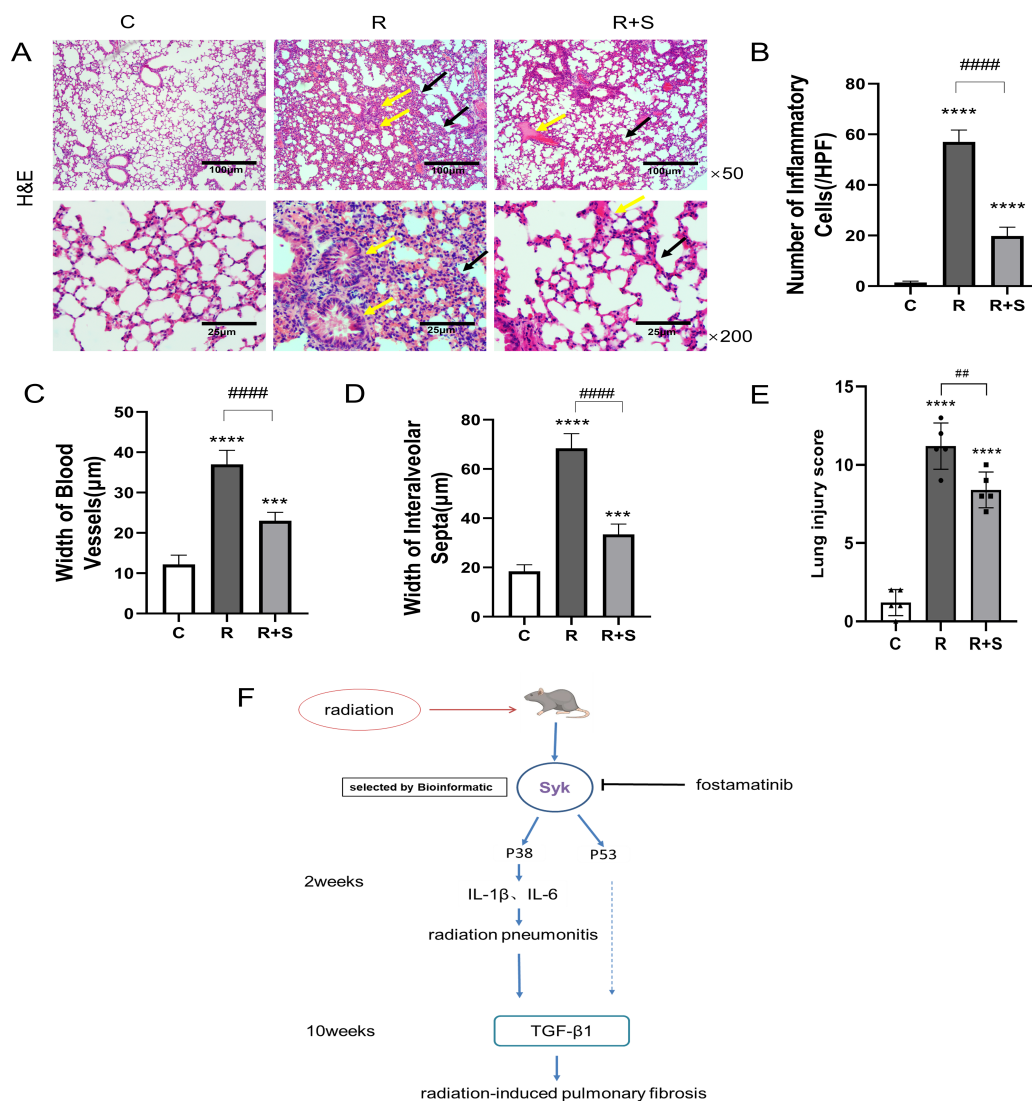 C
R
R+S
A
H&E
100μm
100μm
100μm
×50
25μm
25μm
25μm
×200
B
Number of Inflammatory
Cells(/HPF)
80
60
40
20
0
####
****
****
C
R
R+S
C
Width of Blood
Vessels(μm)
50
40
30
20
10
0
####
****
***
C
R
R+S
D
Width of Interalveolar
Septa(μm)
80
60
40
20
0
####
****
***
C
R
R+S
E
Lung injury score
15
10
5
0
##
****
****
C
R
R+S
F
radiation
selected by Bioinformatic
Syk
fostamatinib
P38
P53
2weeks
IL-1β、IL-6
radiation pneumonitis
10weeks
TGF-β1
radiation-induced pulmonary fibrosis